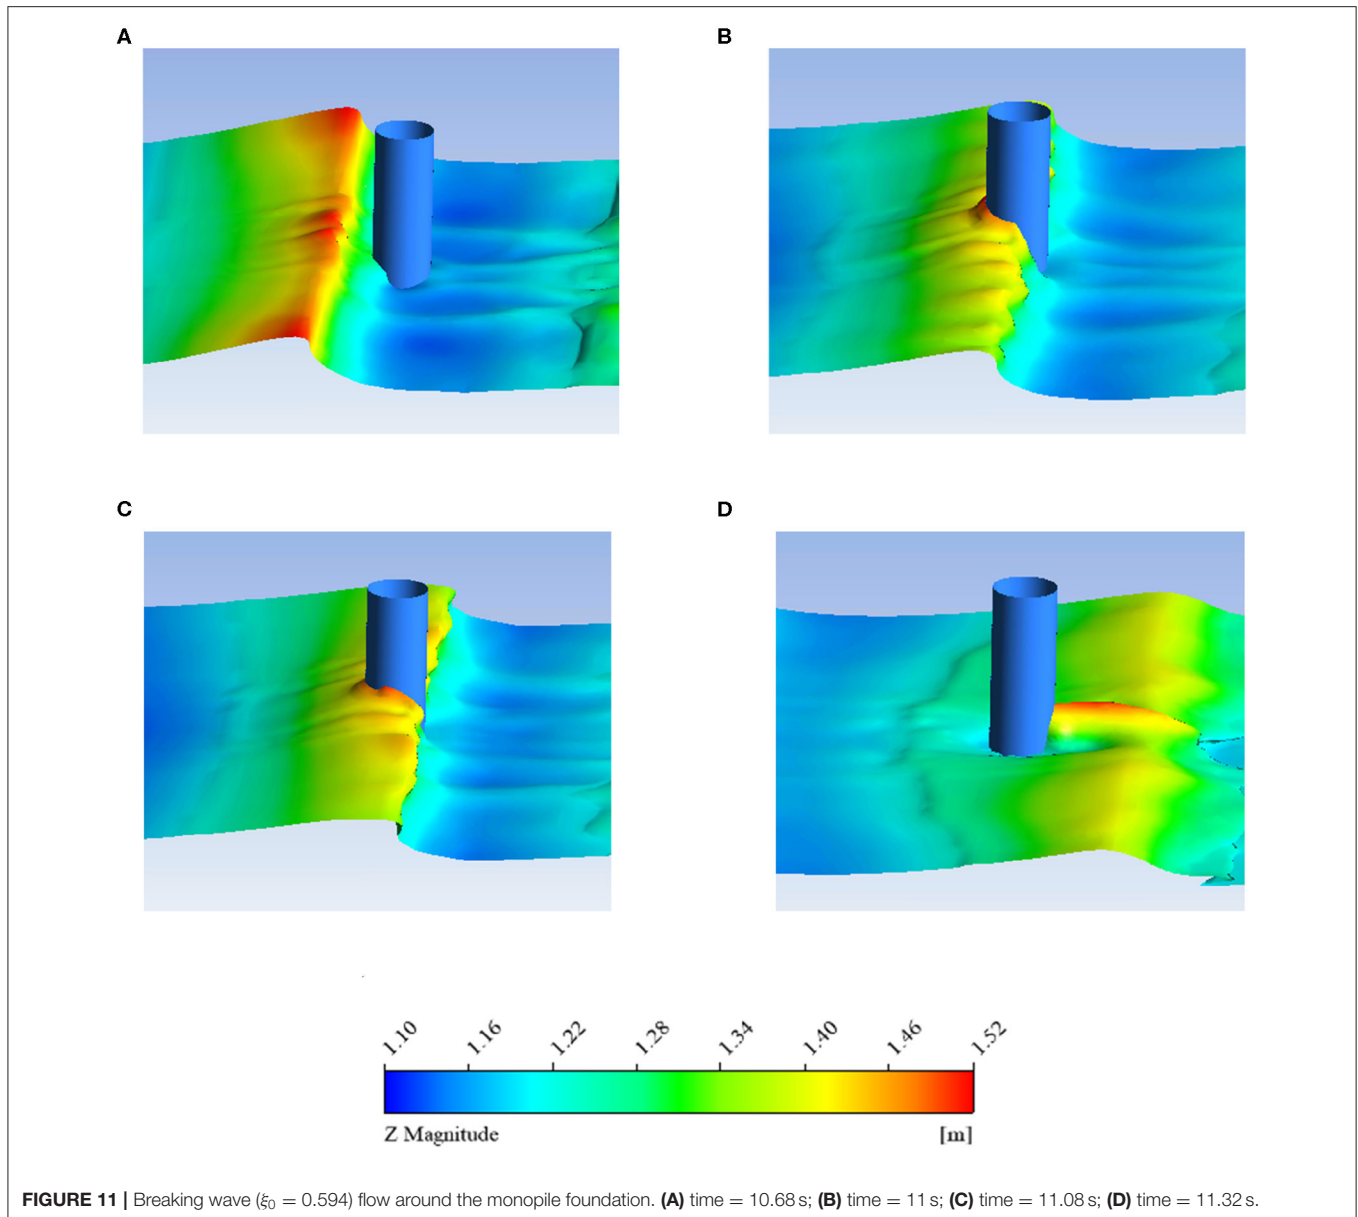 A
B
C
D
1.10 1.16 1.22 1.28 1.34 1.40 1.46 1.52
Z Magnitude [m]
FIGURE 11 | Breaking wave (ξ₀ = 0.594) flow around the monopile foundation. (A) time = 10.68 s; (B) time = 11 s; (C) time = 11.08 s; (D) time = 11.32 s.